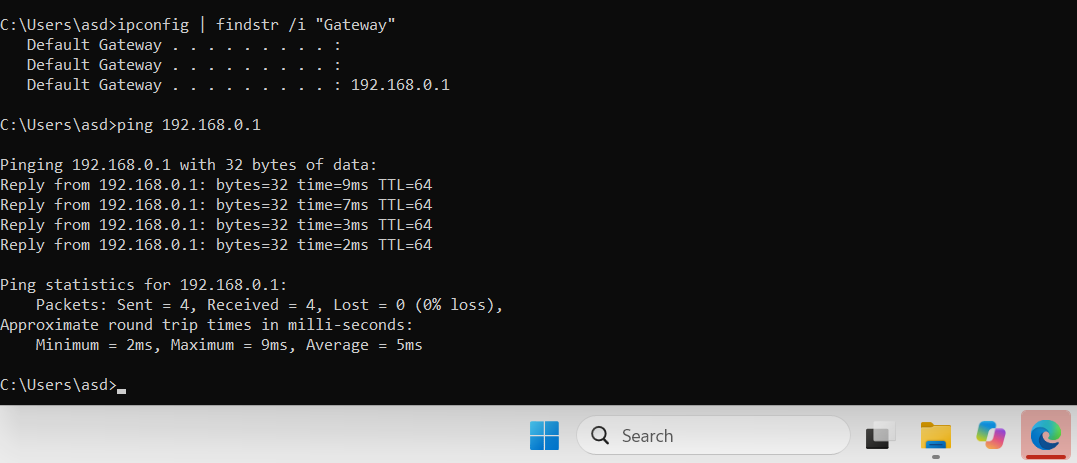 C:\Users\asd>ipconfig | findstr /i "Gateway"
   Default Gateway . . . . . . . . . :
   Default Gateway . . . . . . . . . :
   Default Gateway . . . . . . . . . : 192.168.0.1
C:\Users\asd>ping 192.168.0.1
Pinging 192.168.0.1 with 32 bytes of data:
Reply from 192.168.0.1: bytes=32 time=9ms TTL=64
Reply from 192.168.0.1: bytes=32 time=7ms TTL=64
Reply from 192.168.0.1: bytes=32 time=3ms TTL=64
Reply from 192.168.0.1: bytes=32 time=2ms TTL=64
Ping statistics for 192.168.0.1:
    Packets: Sent = 4, Received = 4, Lost = 0 (0% loss),
Approximate round trip times in milli-seconds:
    Minimum = 2ms, Maximum = 9ms, Average = 5ms
C:\Users\asd>
Search